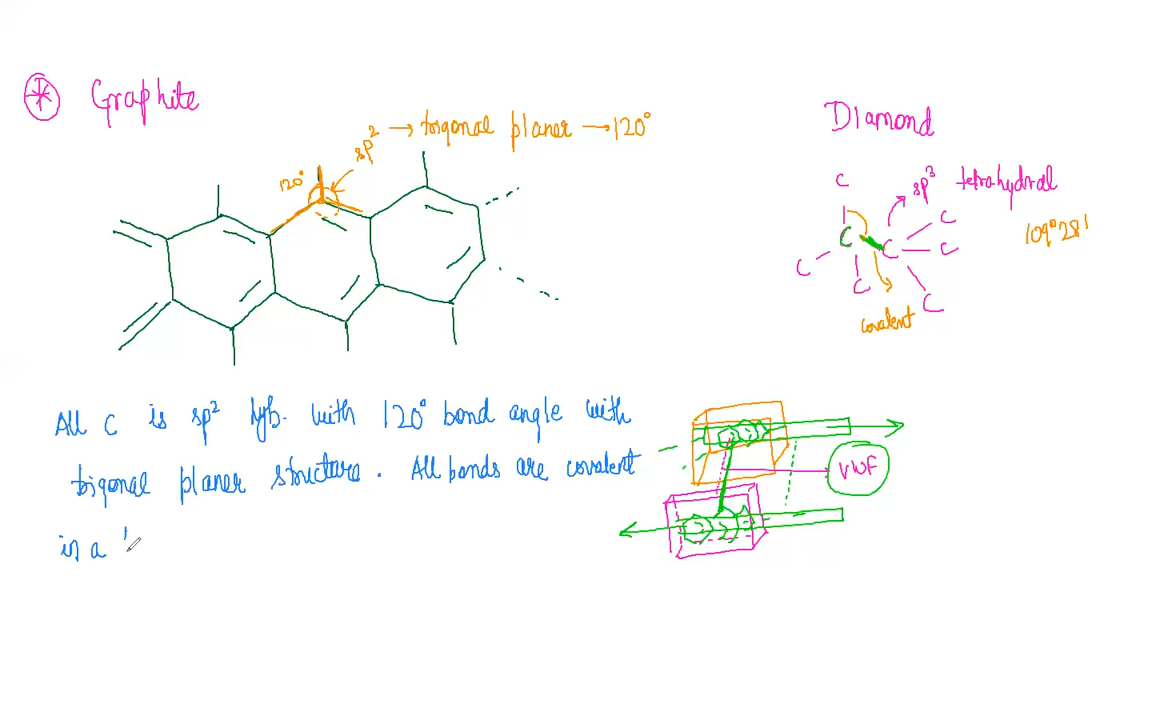 * Graphite
120° sp² → trigonal planer → 120°
Diamond
C
sp³ tetrahydral
109°28'
C C C
C C
C C
covalent
All C is sp² hyb. with 120° bond angle with
trigonal planer structure. All bonds are covalent
in a '
VWF